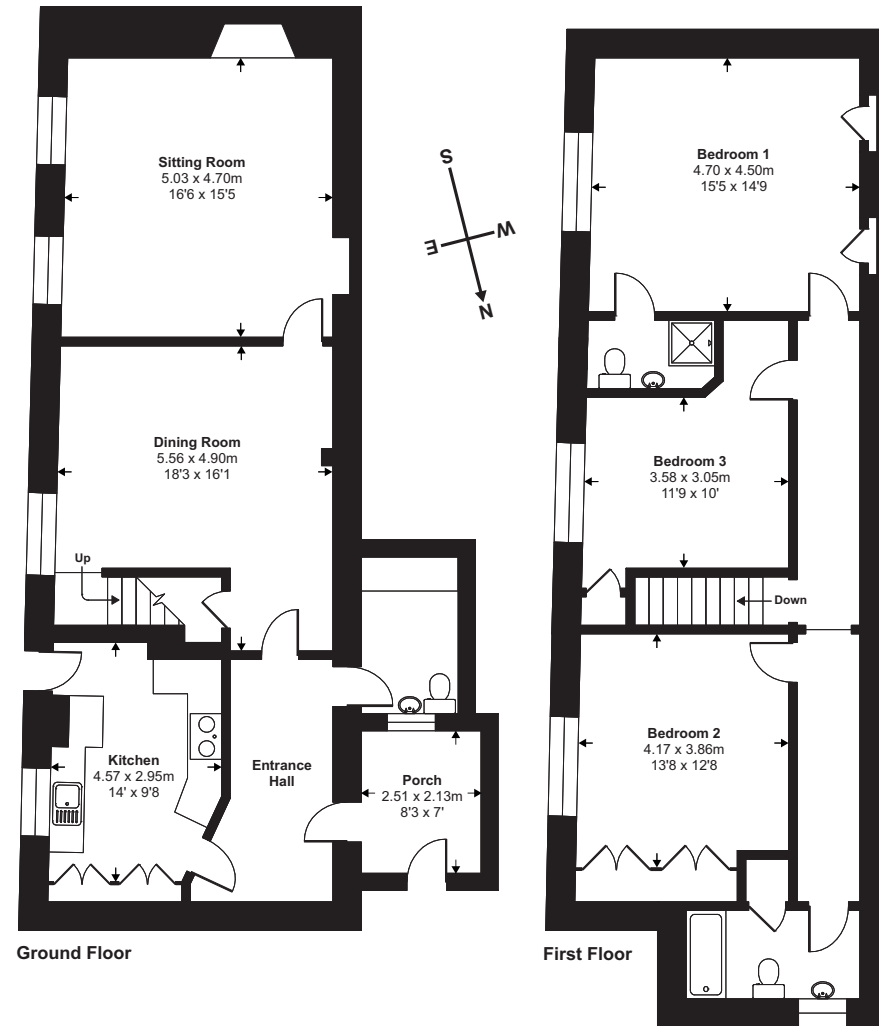 Sitting Room
5.03 x 4.70m
16'6 x 15'5
Dining Room
5.56 x 4.90m
18'3 x 16'1
Up
Kitchen
4.57 x 2.95m
14' x 9'8
Entrance
Hall
Porch
2.51 x 2.13m
8'3 x 7'
Ground Floor
S
W
E
N
Bedroom 1
4.70 x 4.50m
15'5 x 14'9
Bedroom 3
3.58 x 3.05m
11'9 x 10'
Down
Bedroom 2
4.17 x 3.86m
13'8 x 12'8
First Floor